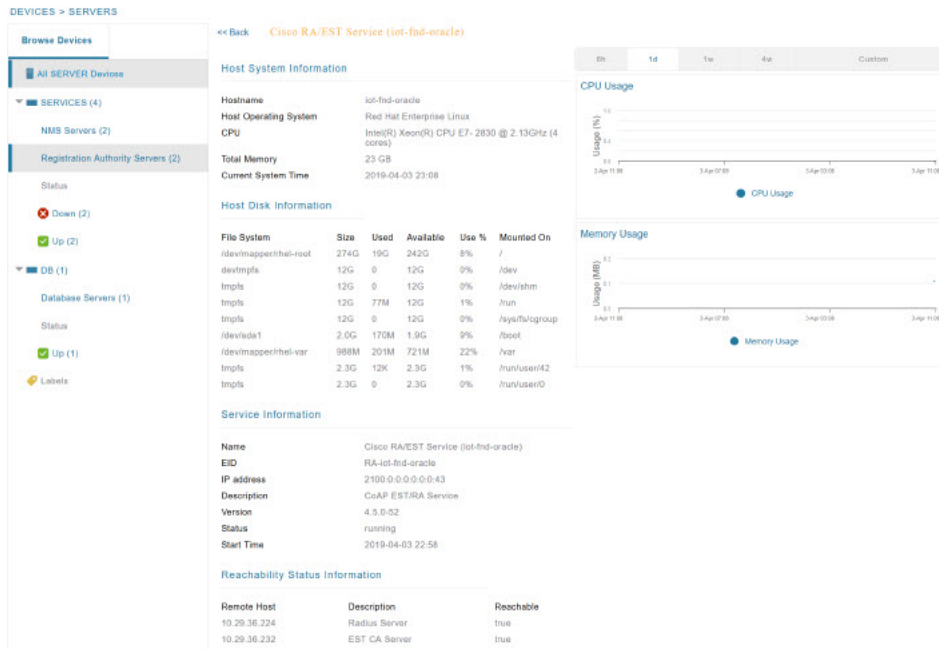 DEVICES > SERVERS
Browse Devices
All SERVER Devices
SERVICES (4)
NMS Servers (2)
Registration Authority Servers (2)
Status
Down (2)
Up (2)
DB (1)
Database Servers (1)
Status
Up (1)
Labels
<< Back Cisco RA/EST Service (iot-fnd-oracle)
Host System Information
Hostname iot-fnd-oracle
Host Operating System Red Hat Enterprise Linux
CPU Intel(R) Xeon(R) CPU E7- 2830 @ 2.13GHz (4
cores)
Total Memory 23 GB
Current System Time 2019-04-03 23:08
Host Disk Information
File System Size Used Available Use % Mounted On
/dev/mapper/rhel-root 274G 19G 242G 8% /
devtmpfs 12G 0 12G 0% /dev
tmpfs 12G 0 12G 0% /dev/shm
tmpfs 12G 77M 12G 1% /run
tmpfs 12G 0 12G 0% /sys/fs/cgroup
/dev/sda1 2.0G 170M 1.9G 9% /boot
/dev/mapper/rhel-var 988M 201M 721M 22% /var
tmpfs 2.3G 12K 2.3G 1% /run/user/42
tmpfs 2.3G 0 2.3G 0% /run/user/0
Service Information
Name Cisco RA/EST Service (iot-fnd-oracle)
EID RA-iot-fnd-oracle
IP address 2100:0:0:0:0:0:0:43
Description CoAP EST/RA Service
Version 4.5.0-52
Status running
Start Time 2019-04-03 22:58
Reachability Status Information
Remote Host Description Reachable
10.29.36.224 Radius Server true
10.29.36.232 EST CA Server true
6h 1d 1w 4w Custom
CPU Usage
Usage (%)
CPU Usage
Memory Usage
Usage (MB)
0.2
0.1
Memory Usage